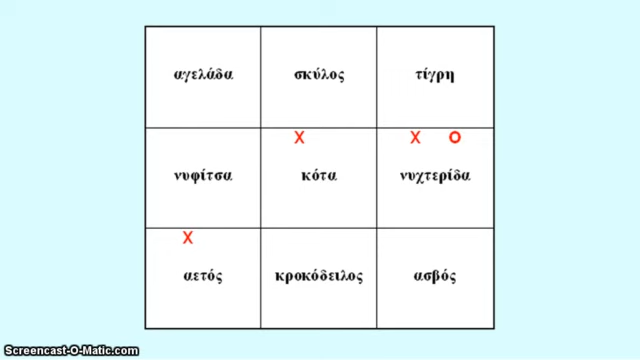 αγελάδα σκύλος τίγρη
X X O
νυφίτσα κότα νυχτερίδα
X
αετός κροκόδειλος ασβός
Screencast-O-Matic.com